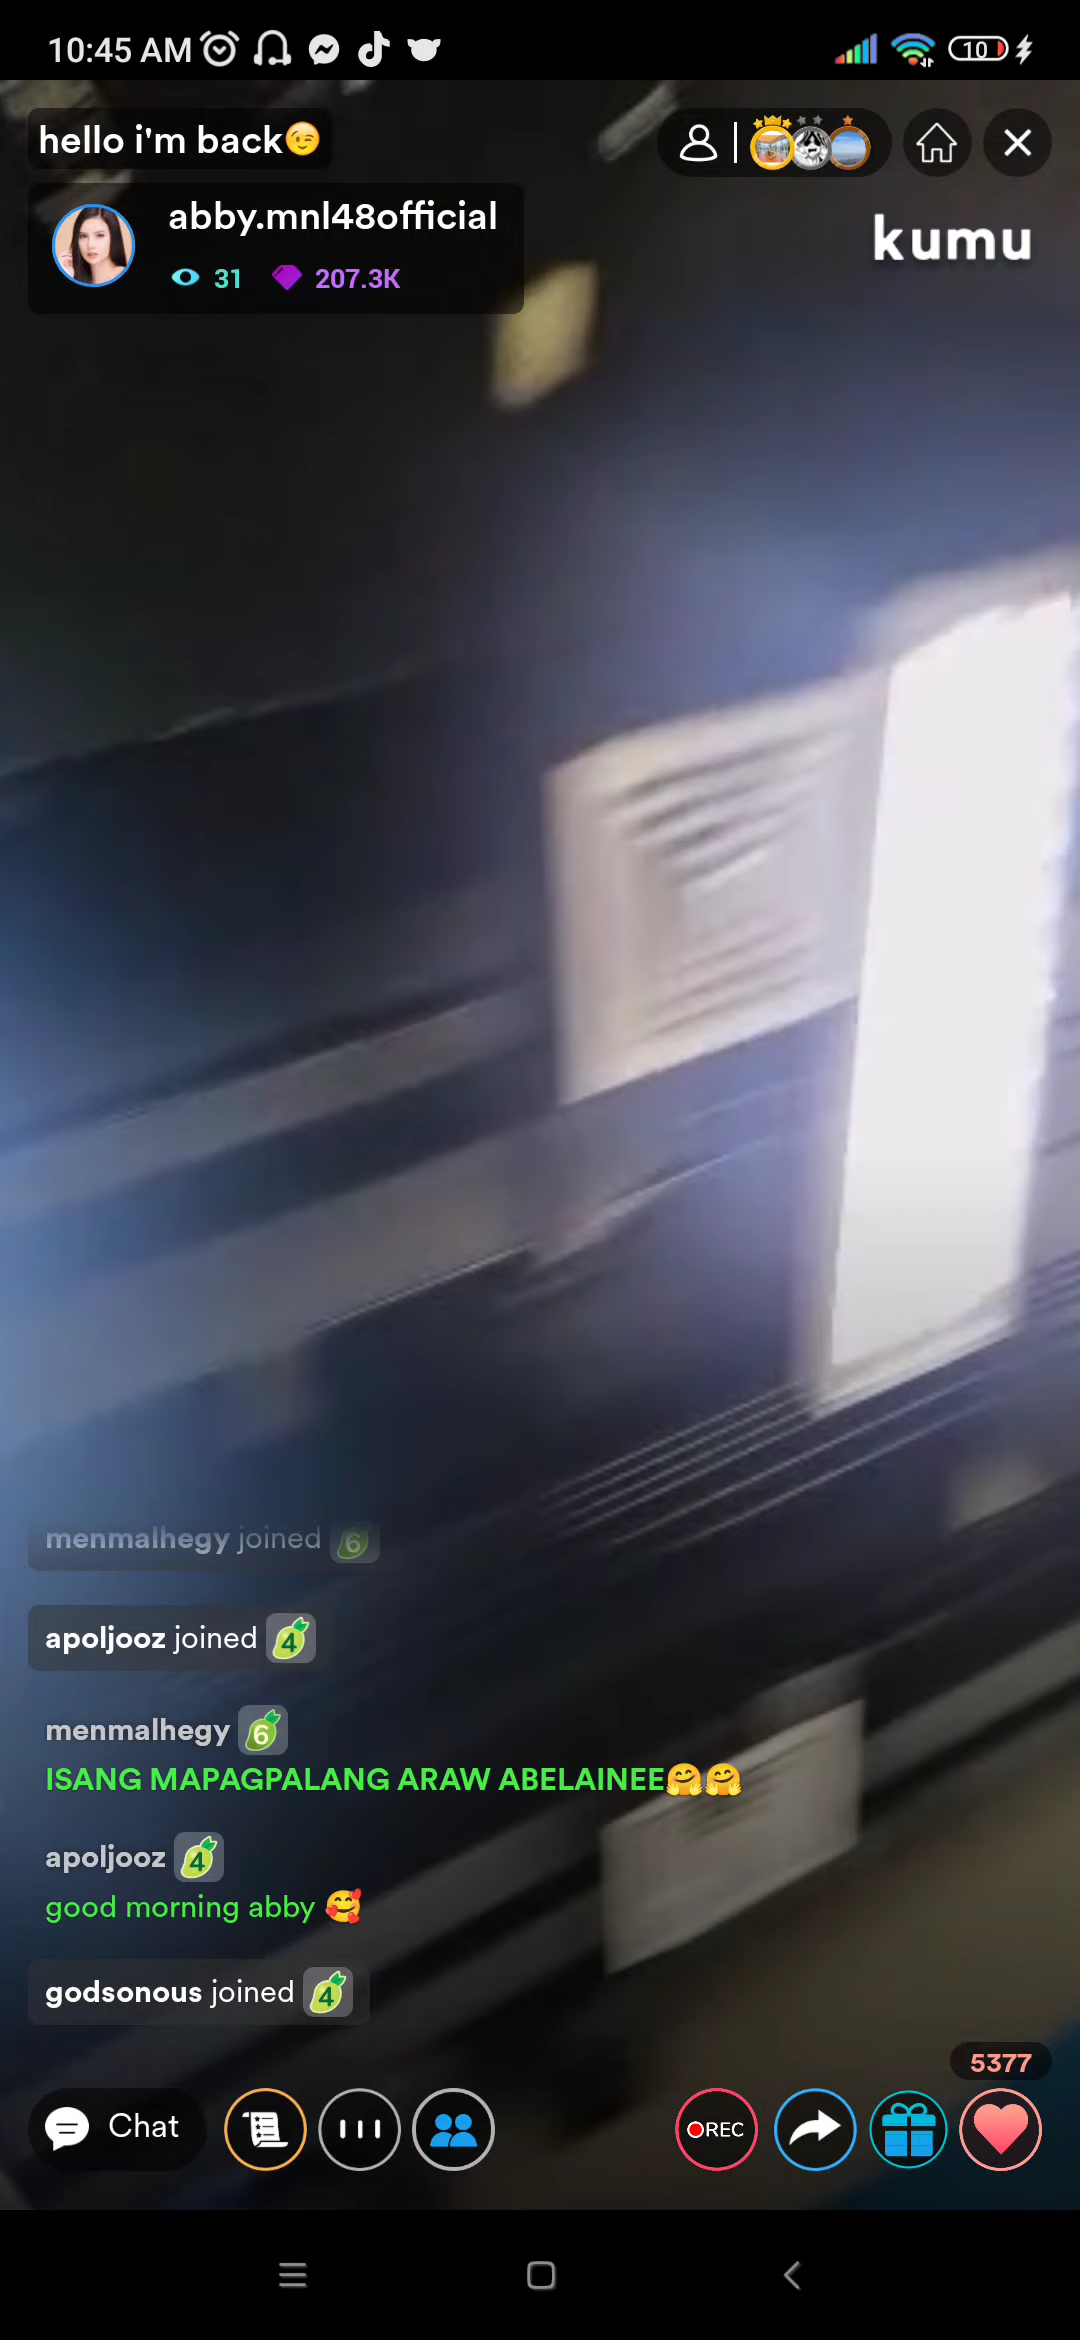 10:45 AM
10
hello i'm back😉
abby.mnl48official
31 207.3K
kumu
menmalhegy joined 6
apoljooz joined 4
menmalhegy 6
ISANG MAPAGPALANG ARAW ABELAINEE🤗🤗
apoljooz 4
good morning abby 🥰
godsonous joined 4
5377
Chat
REC